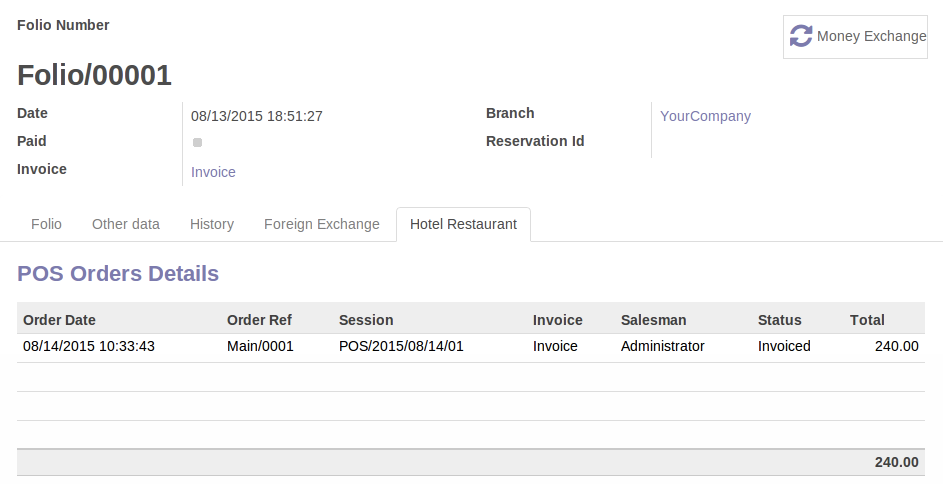 Folio Number
Money Exchange
Folio/00001
Date 08/13/2015 18:51:27 Branch YourCompany
Paid Reservation Id
Invoice Invoice
Folio Other data History Foreign Exchange Hotel Restaurant
POS Orders Details
Order Date Order Ref Session Invoice Salesman Status Total
08/14/2015 10:33:43 Main/0001 POS/2015/08/14/01 Invoice Administrator Invoiced 240.00
240.00